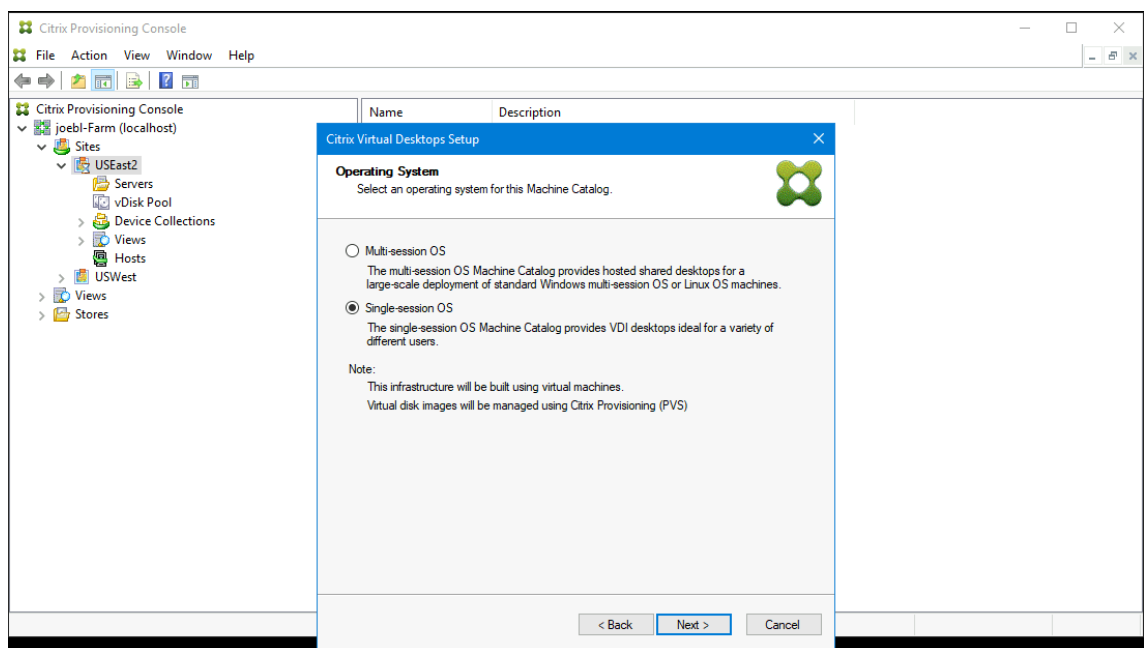 Citrix Provisioning Console
File Action View Window Help
Citrix Provisioning Console
joebl-Farm (localhost)
Sites
USEast2
Servers
vDisk Pool
Device Collections
Views
Hosts
USWest
Views
Stores
Name Description
Citrix Virtual Desktops Setup
Operating System
Select an operating system for this Machine Catalog.
Multi-session OS
The multi-session OS Machine Catalog provides hosted shared desktops for a
large-scale deployment of standard Windows multi-session OS or Linux OS machines.
Single-session OS
The single-session OS Machine Catalog provides VDI desktops ideal for a variety of
different users.
Note:
This infrastructure will be built using virtual machines.
Virtual disk images will be managed using Citrix Provisioning (PVS)
< Back Next > Cancel